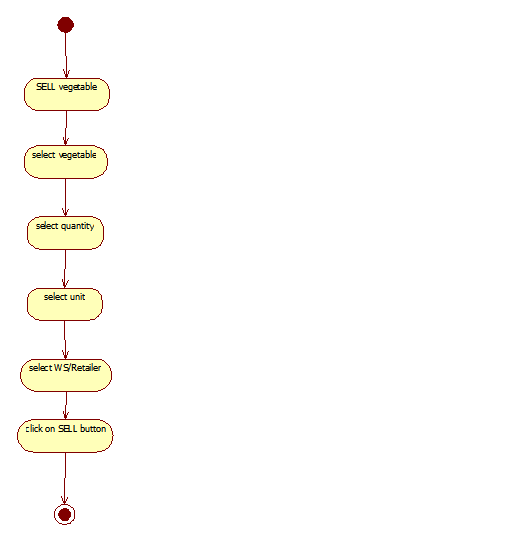 SELL vegetable
select vegetable
select quantity
select unit
select WS/Retailer
click on SELL button